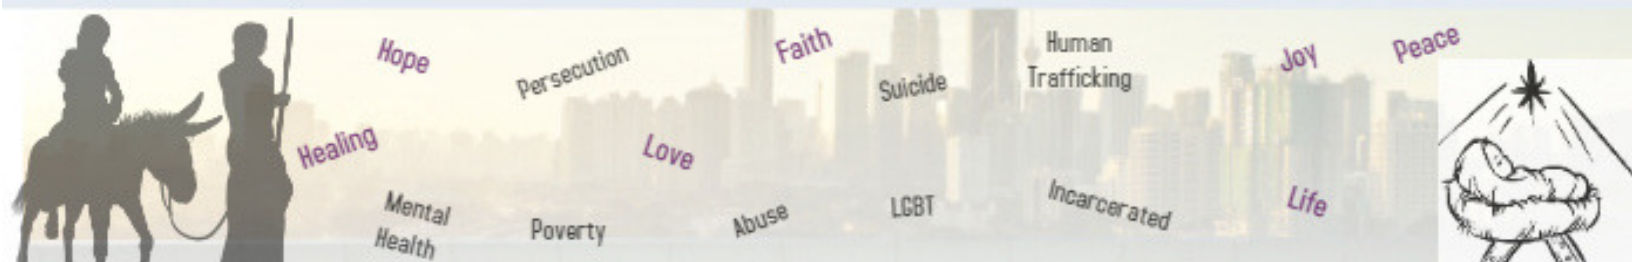 Hope
Persecution
Faith
Suicide
Human
Trafficking
Joy
Peace
Healing
Love
Mental
Health
Poverty
Abuse
LGBT
Incarcerated
Life